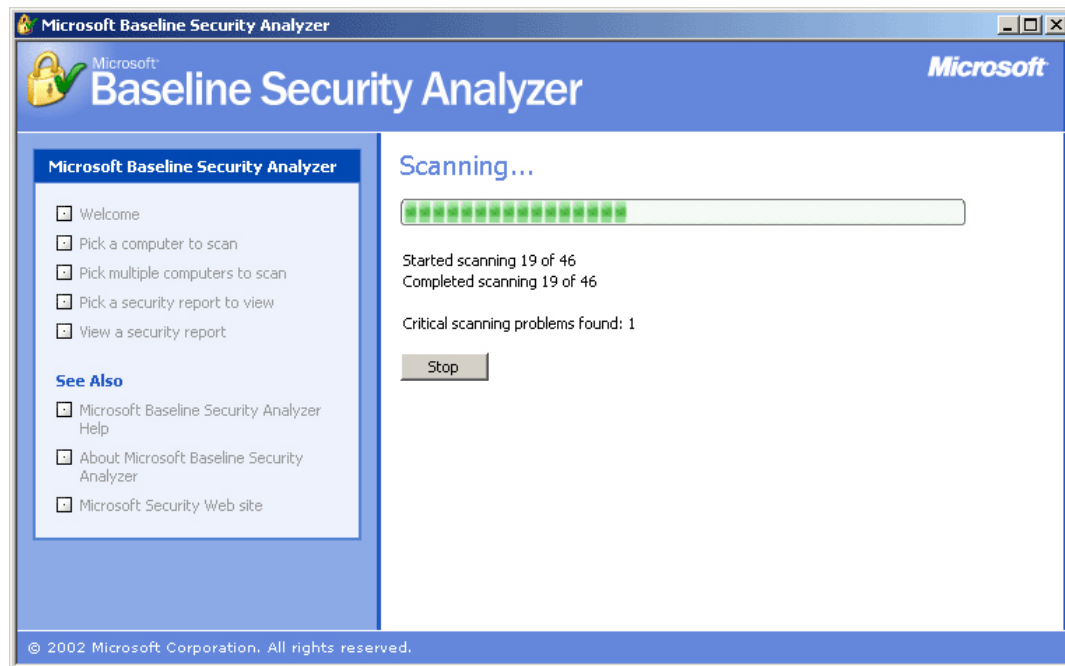 Microsoft Baseline Security Analyzer
Microsoft
Baseline Security Analyzer
Microsoft
Microsoft Baseline Security Analyzer
Welcome
Pick a computer to scan
Pick multiple computers to scan
Pick a security report to view
View a security report
See Also
Microsoft Baseline Security Analyzer
Help
About Microsoft Baseline Security
Analyzer
Microsoft Security Web site
Scanning...
Started scanning 19 of 46
Completed scanning 19 of 46
Critical scanning problems found: 1
Stop
© 2002 Microsoft Corporation. All rights reserved.